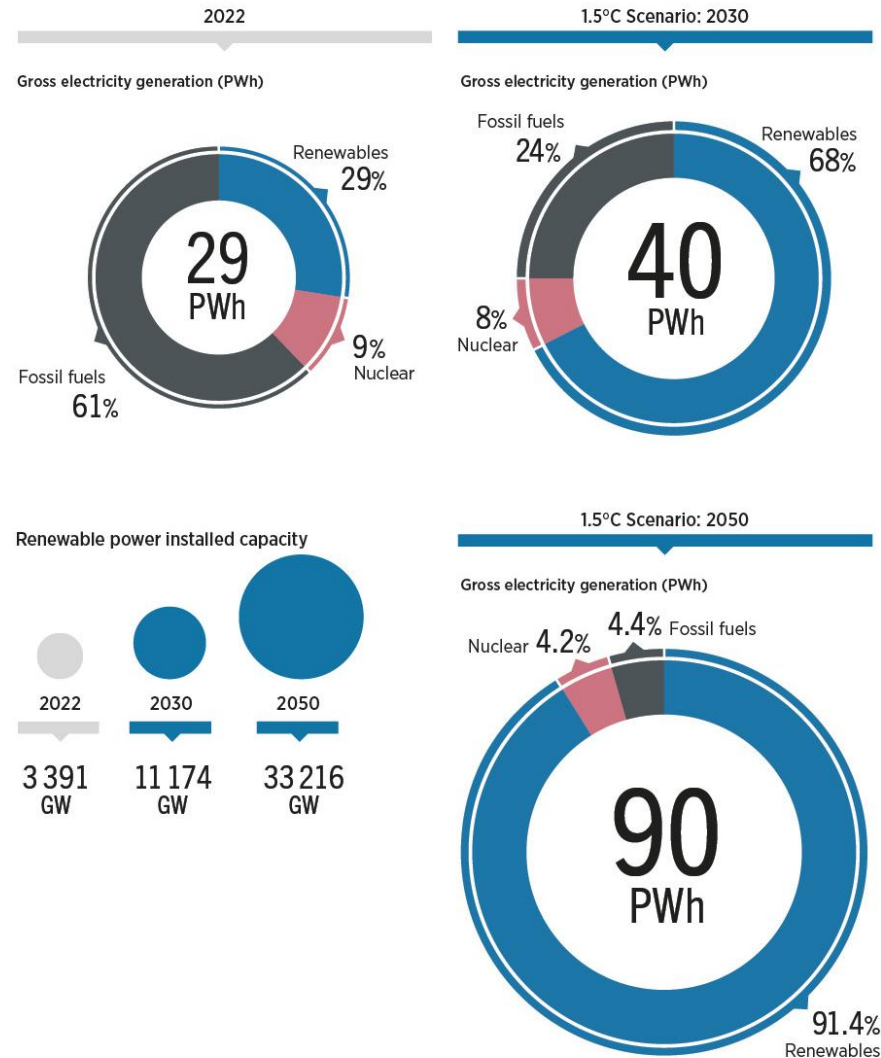 2022
Gross electricity generation (PWh)
Renewables
29%
29
PWh
9%
Nuclear
Fossil fuels
61%
1.5°C Scenario: 2030
Gross electricity generation (PWh)
Fossil fuels
24%
Renewables
68%
40
PWh
8%
Nuclear
Renewable power installed capacity
2022
2030
2050
3 391
GW
11 174
GW
33 216
GW
1.5°C Scenario: 2050
Gross electricity generation (PWh)
Nuclear 4.2%
4.4% Fossil fuels
90
PWh
91.4%
Renewables